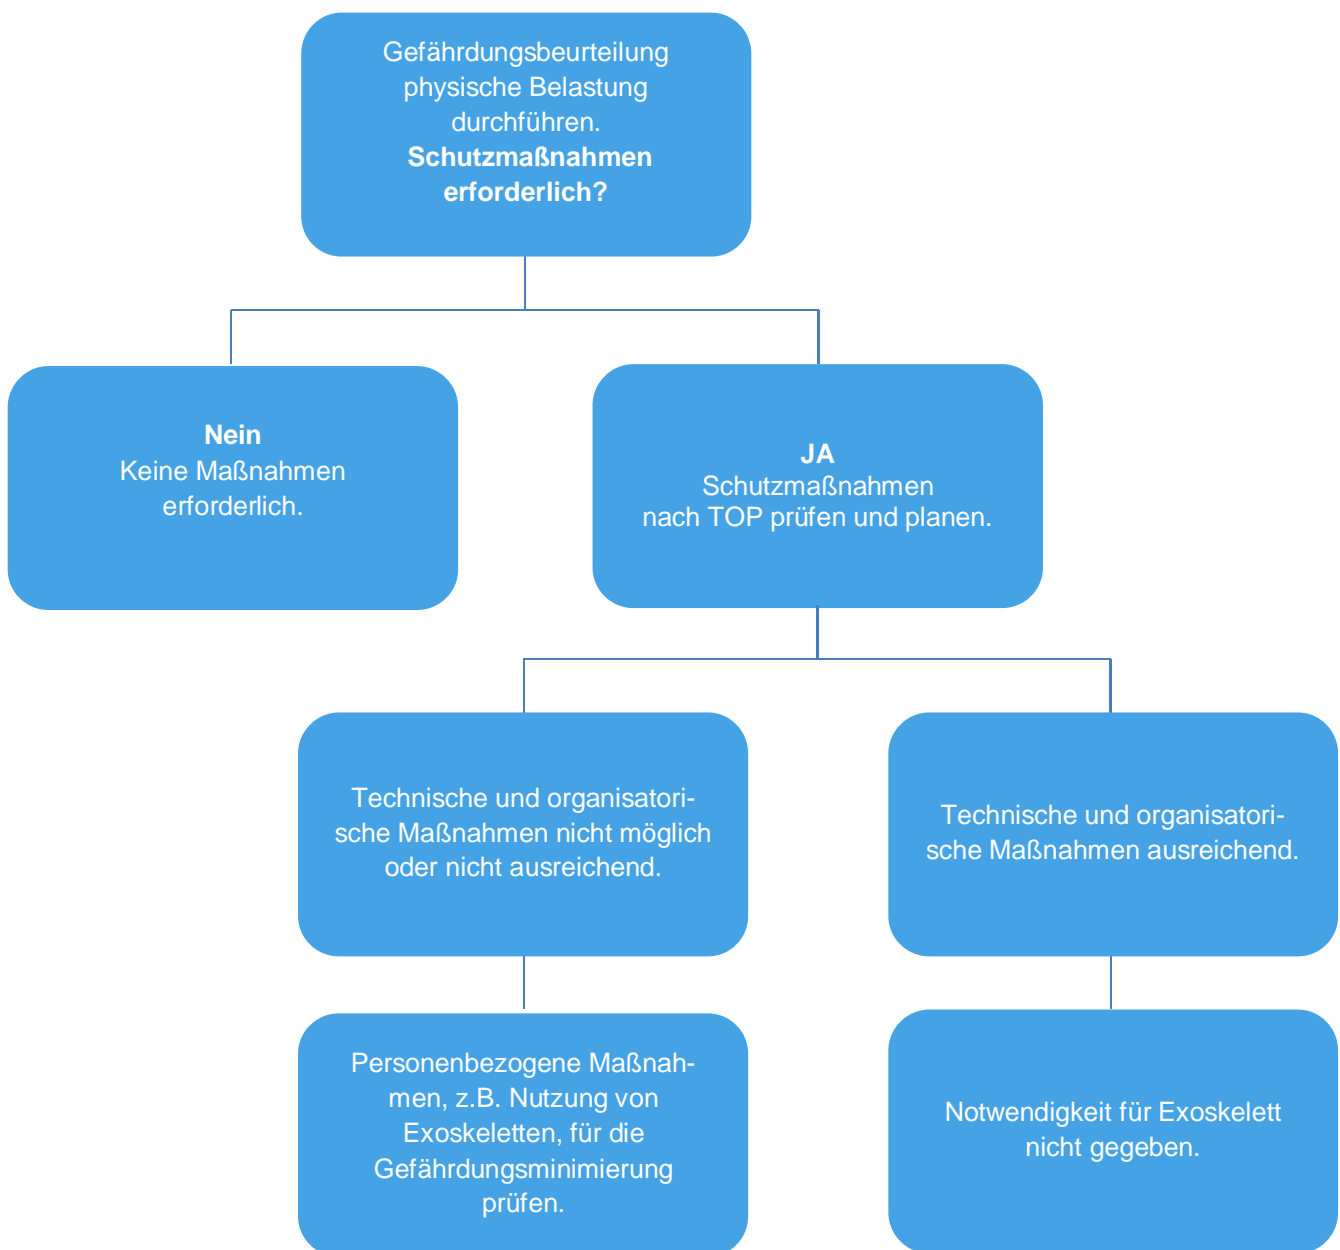 Gefährdungsbeurteilung
physische Belastung
durchführen.
Schutzmaßnahmen
erforderlich?
Nein
Keine Maßnahmen
erforderlich.
JA
Schutzmaßnahmen
nach TOP prüfen und planen.
Technische und organisatori-
sche Maßnahmen nicht möglich
oder nicht ausreichend.
Technische und organisatori-
sche Maßnahmen ausreichend.
Personenbezogene Maßnah-
men, z.B. Nutzung von
Exoskeletten, für die
Gefährdungsminimierung
prüfen.
Notwendigkeit für Exoskelett
nicht gegeben.